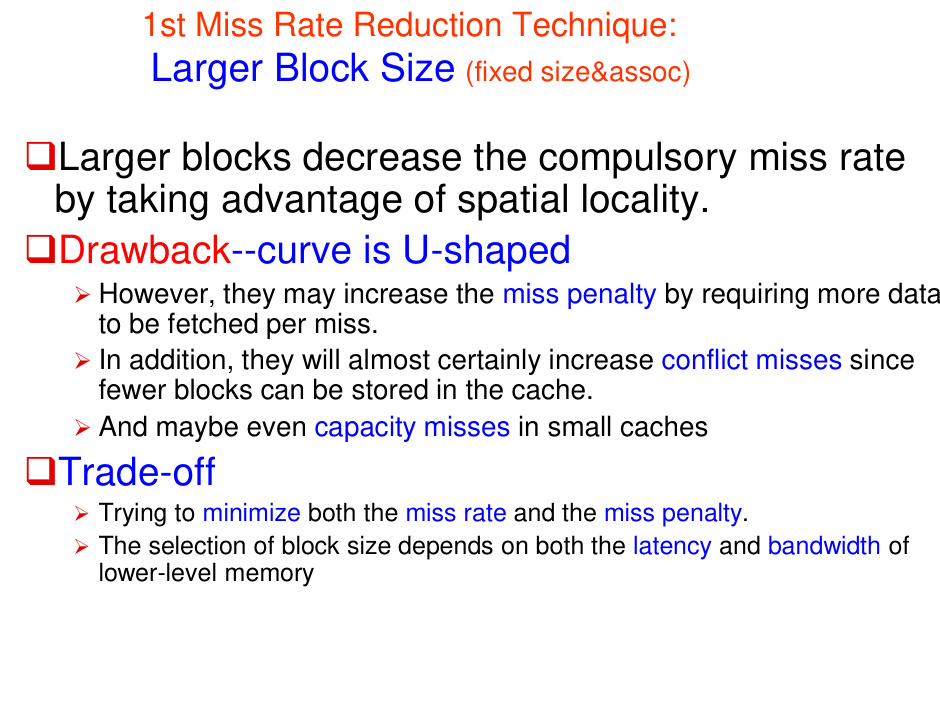 1st Miss Rate Reduction Technique:
Larger Block Size (fixed size&assoc)
❑Larger blocks decrease the compulsory miss rate
by taking advantage of spatial locality.
❑Drawback--curve is U-shaped
➢ However, they may increase the miss penalty by requiring more data
to be fetched per miss.
➢ In addition, they will almost certainly increase conflict misses since
fewer blocks can be stored in the cache.
➢ And maybe even capacity misses in small caches
❑Trade-off
➢ Trying to minimize both the miss rate and the miss penalty.
➢ The selection of block size depends on both the latency and bandwidth of
lower-level memory